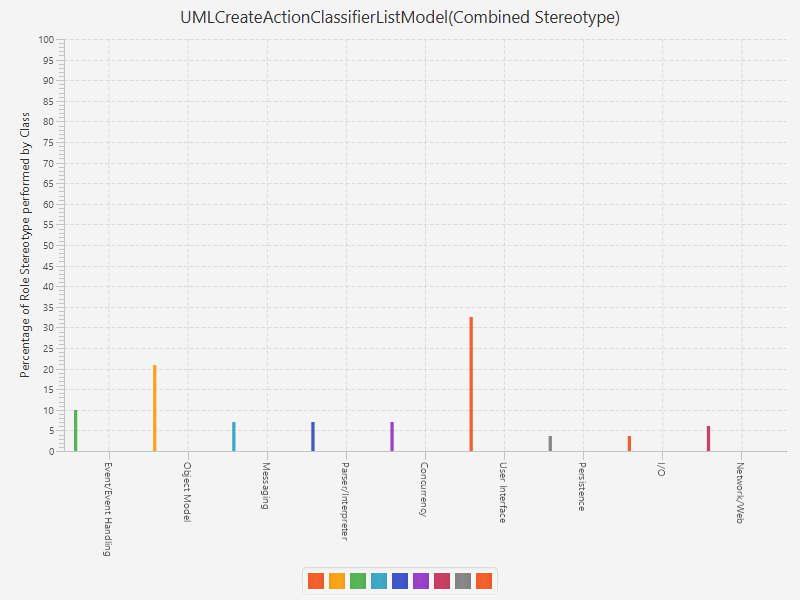 UMLCreateActionClassifierListModel(Combined Stereotype)
Percentage of Role Stereotype performed by Class
100
95
90
85
80
75
70
65
60
55
50
45
40
35
30
25
20
15
10
5
0
Event/Event Handling
Object Model
Messaging
Parser/Interpreter
Concurrency
User Interface
Persistence
I/O
Network/Web